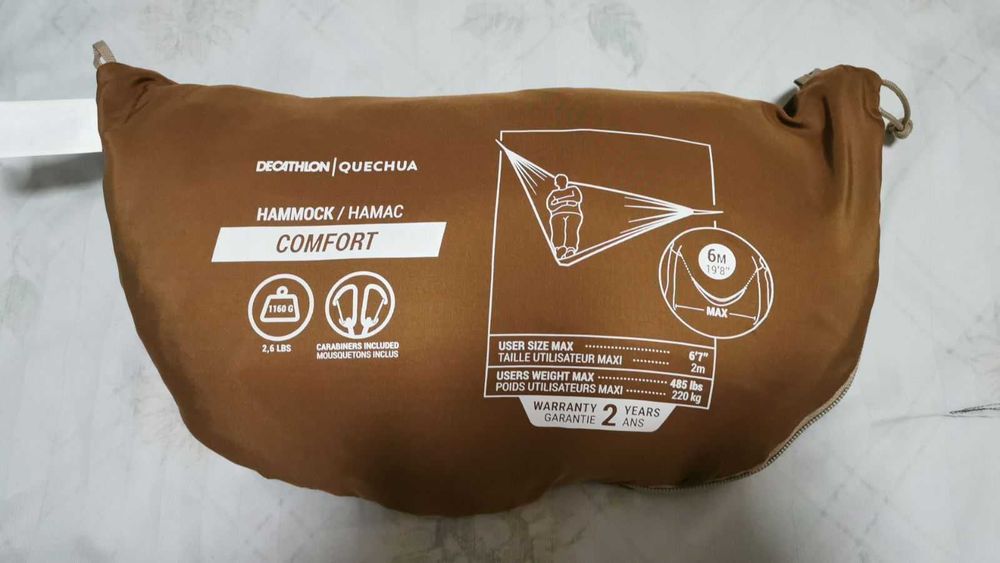 DECATHLON | QUECHUA
HAMMOCK / HAMAC
COMFORT
1160 G
2,6 LBS
CARABINERS INCLUDED
MOUSQUETONS INCLUS
6M
19'8"
MAX
USER SIZE MAX ........................ 6'7"
TAILLE UTILISATEUR MAXI .......... 2m
USERS WEIGHT MAX .................. 485 lbs
POIDS UTILISATEURS MAXI ......... 220 kg
WARRANTY 2 YEARS
GARANTIE ANS